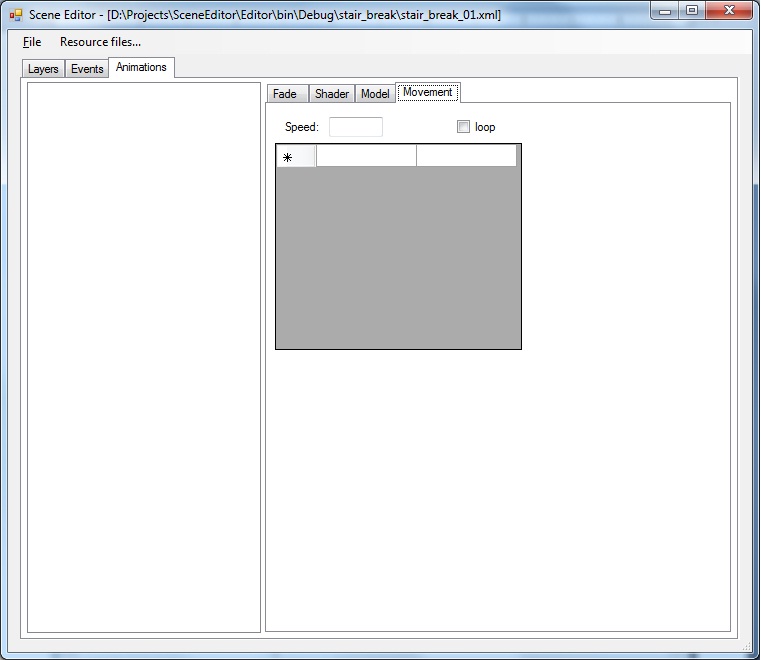 Scene Editor - [D:\Projects\SceneEditor\Editor\bin\Debug\stair_break\stair_break_01.xml]
File Resource files...
Layers Events Animations
Fade Shader Model Movement
Speed: loop